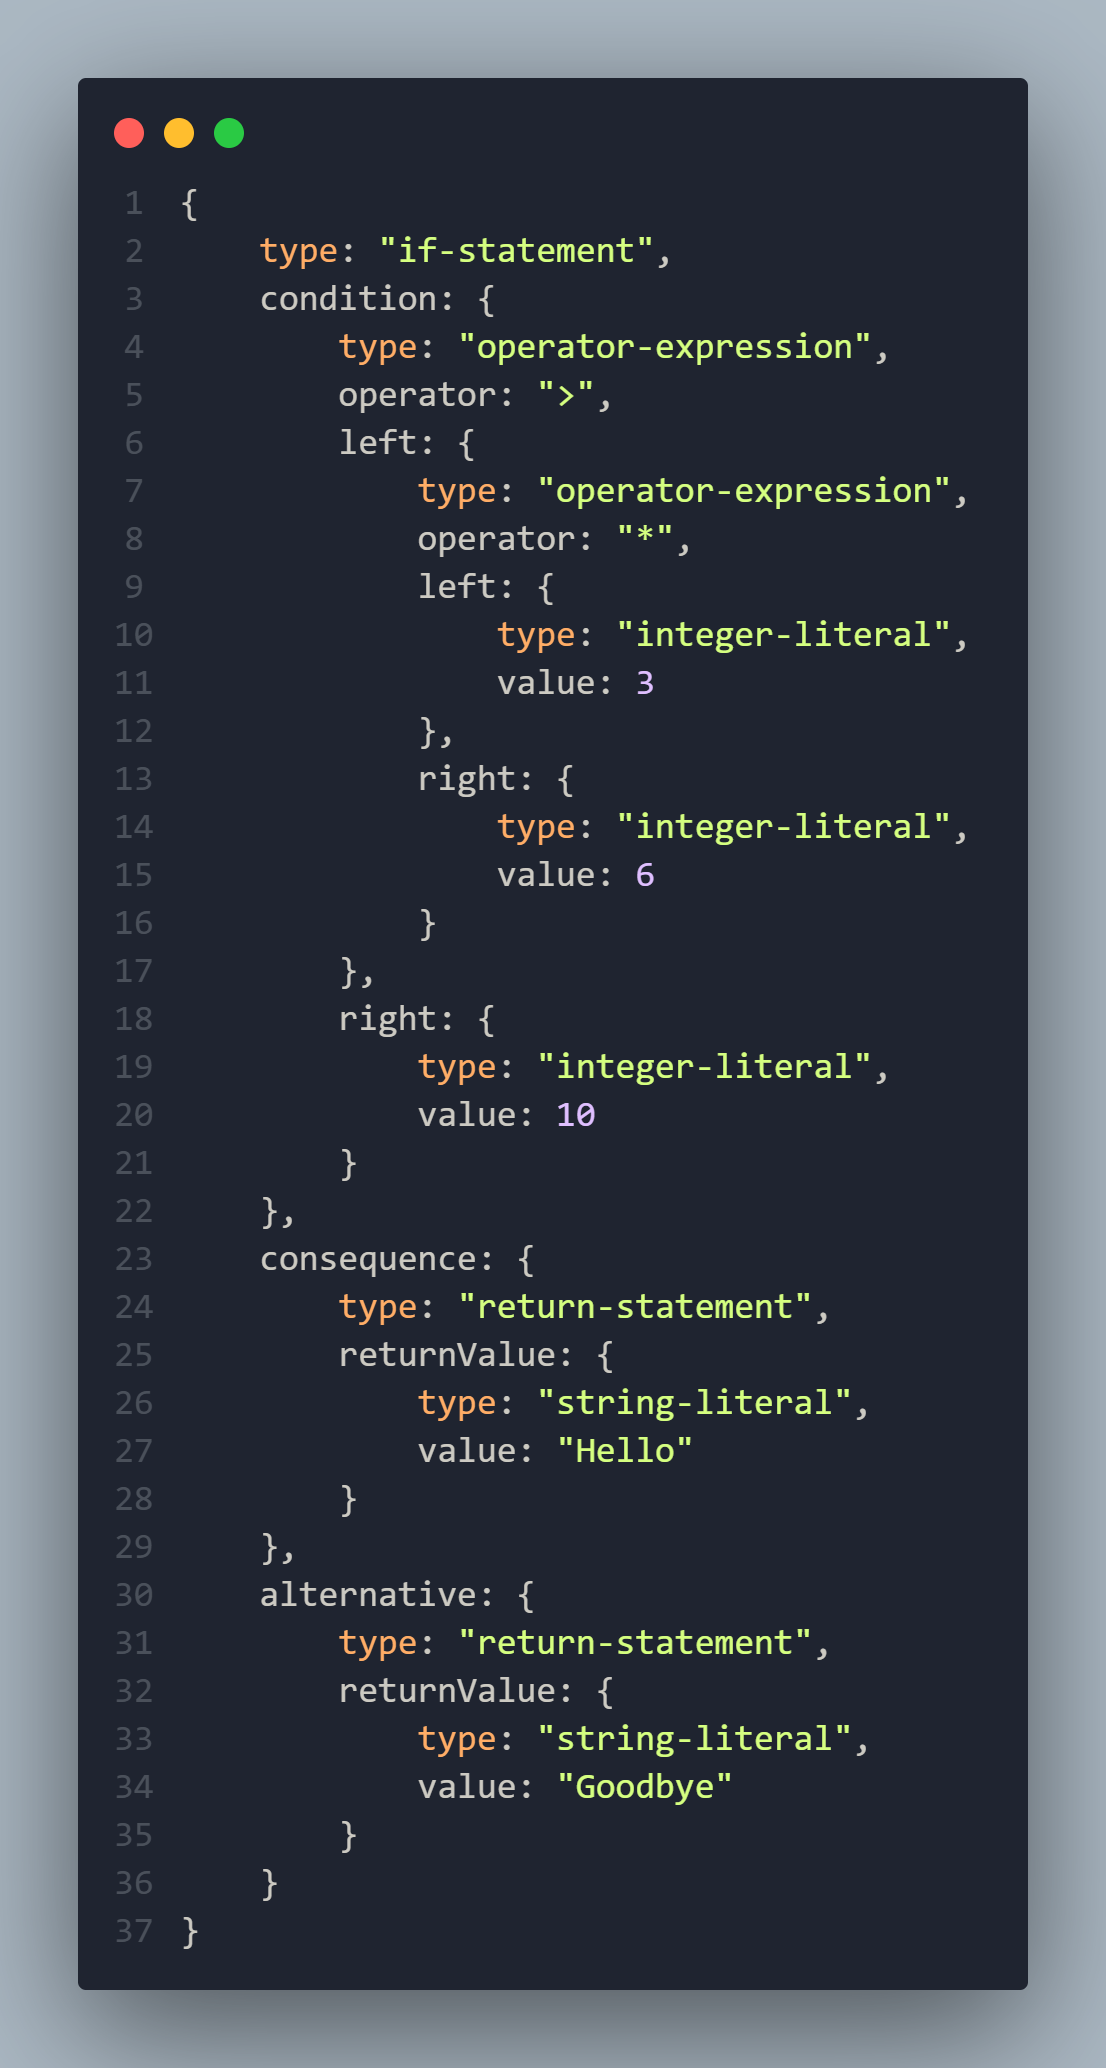 1 {
2     type: "if-statement",
3     condition: {
4         type: "operator-expression",
5         operator: ">",
6         left: {
7             type: "operator-expression",
8             operator: "*",
9             left: {
10                 type: "integer-literal",
11                 value: 3
12             },
13             right: {
14                 type: "integer-literal",
15                 value: 6
16             }
17         },
18         right: {
19             type: "integer-literal",
20             value: 10
21         }
22     },
23     consequence: {
24         type: "return-statement",
25         returnValue: {
26             type: "string-literal",
27             value: "Hello"
28         }
29     },
30     alternative: {
31         type: "return-statement",
32         returnValue: {
33             type: "string-literal",
34             value: "Goodbye"
35         }
36     }
37 }